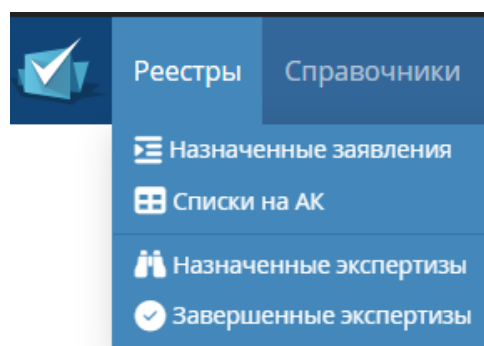 Реестры Справочники
Назначенные заявления
Списки на АК
Назначенные экспертизы
Завершенные экспертизы